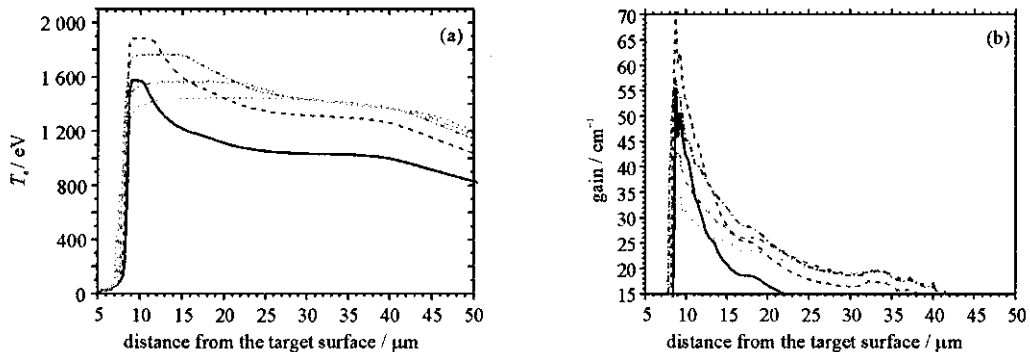 (a)
2 000
1 600
1 200
800
400
0
Te / eV
5 10 15 20 25 30 35 40 45 50
distance from the target surface / μm
(b)
70
65
60
55
50
45
40
35
30
25
20
15
gain / cm⁻¹
5 10 15 20 25 30 35 40 45 50
distance from the target surface / μm